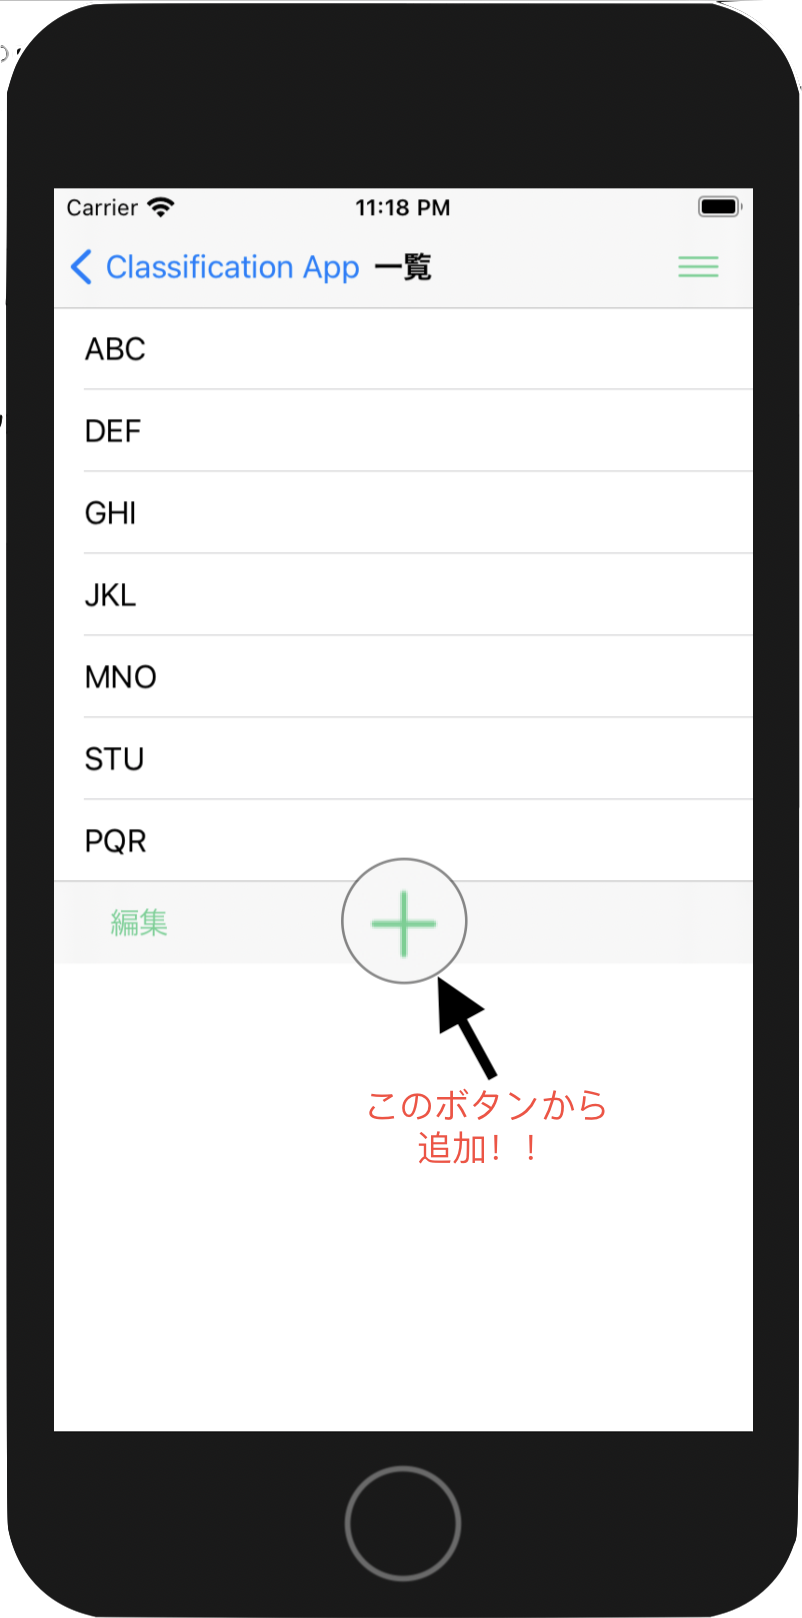 Carrier 11:18 PM
Classification App 一覧
ABC
DEF
GHI
JKL
MNO
STU
PQR
編集
このボタンから
追加！！